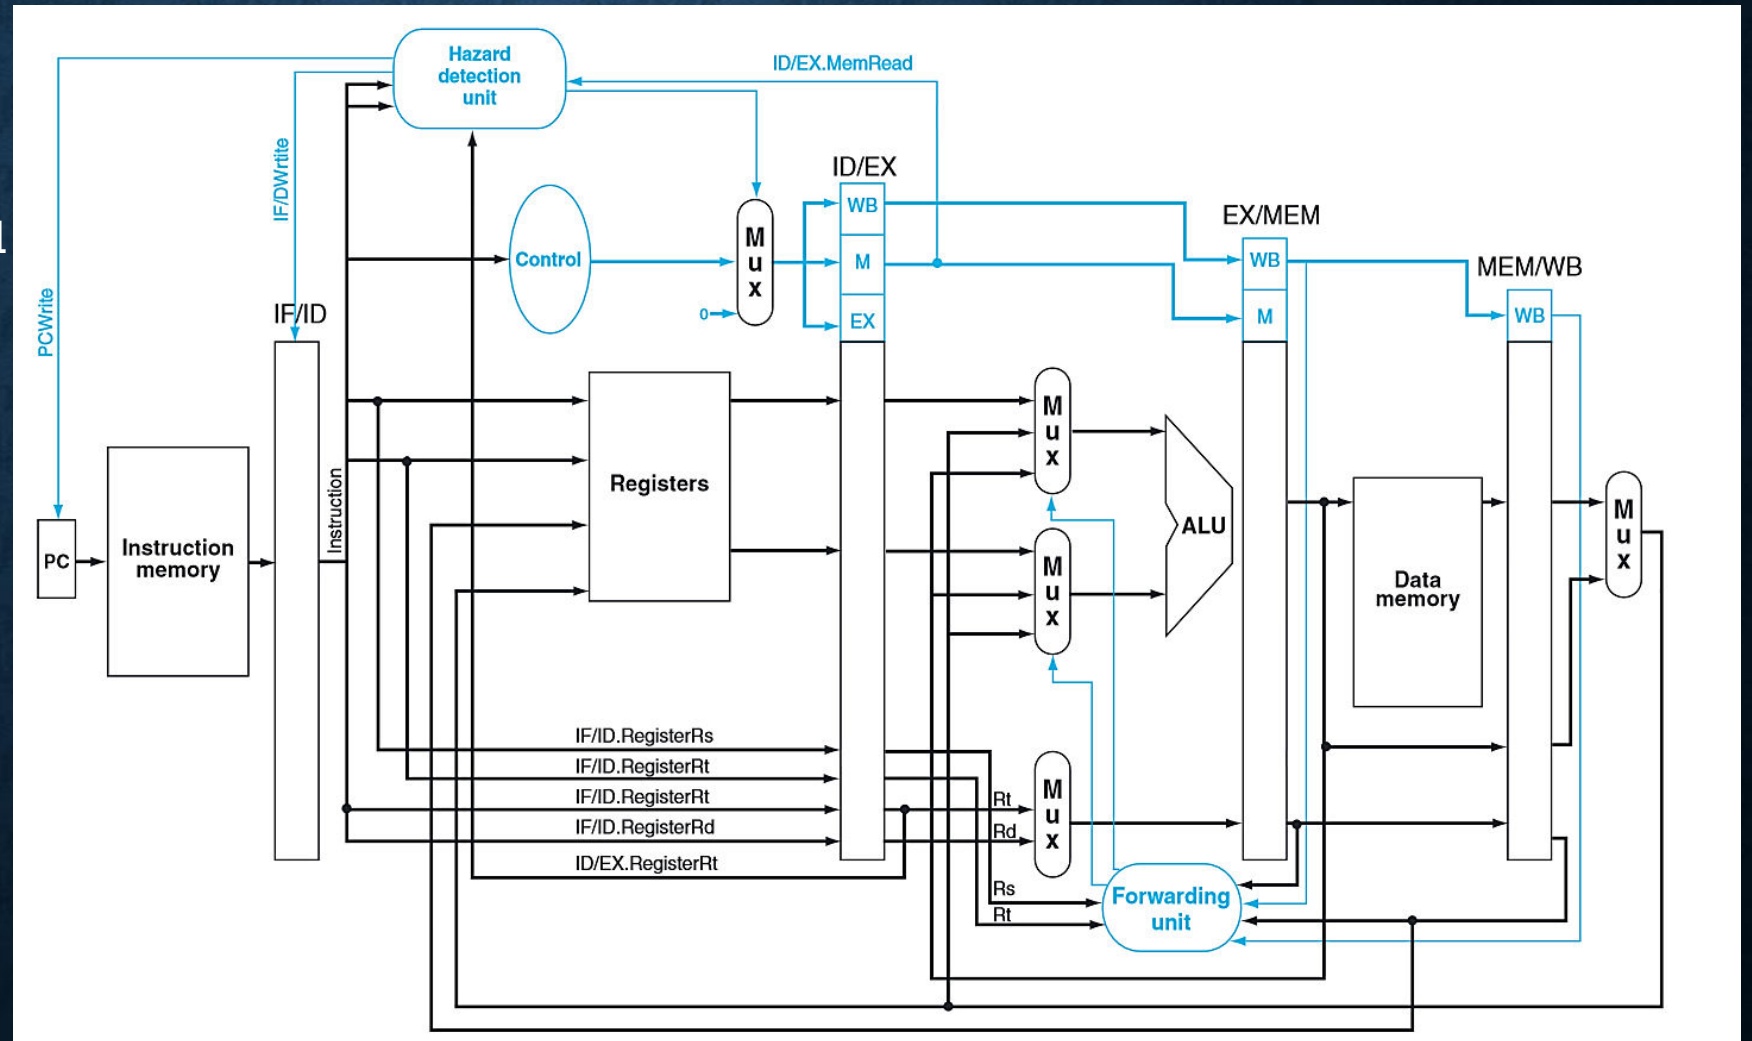 Hazard
detection
unit
ID/EX.MemRead
IF/DWrtite
PCWrite
ID/EX
WB
M
EX
EX/MEM
WB
M
MEM/WB
WB
Control
M
u
x
0
IF/ID
Instruction
PC
Instruction
memory
Registers
M
u
x
M
u
x
ALU
Data
memory
M
u
x
IF/ID.RegisterRs
IF/ID.RegisterRt
IF/ID.RegisterRt
IF/ID.RegisterRd
ID/EX.RegisterRt
Rt
Rd
M
u
x
Rs
Rt
Forwarding
unit